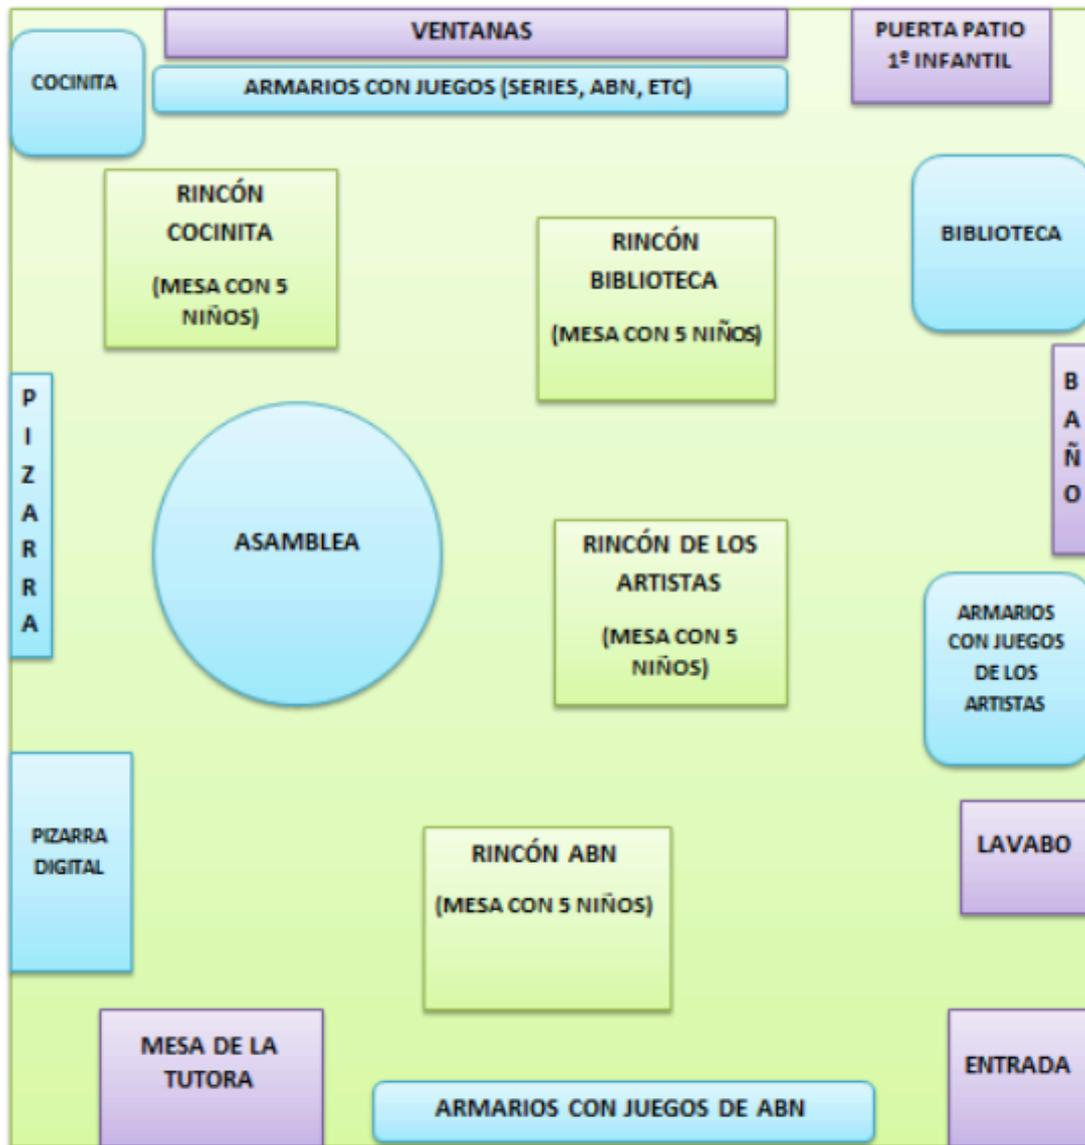 VENTANAS
PUERTA PATIO
1º INFANTIL
COCINITA
ARMARIOS CON JUEGOS (SERIES, ABN, ETC)
RINCÓN
COCINITA
(MESA CON 5
NIÑOS)
RINCÓN
BIBLIOTECA
(MESA CON 5 NIÑOS)
BIBLIOTECA
P
I
Z
A
R
R
A
B
A
Ñ
O
ASAMBLEA
RINCÓN DE LOS
ARTISTAS
(MESA CON 5
NIÑOS)
ARMARIOS
CON JUEGOS
DE LOS
ARTISTAS
PIZARRA
DIGITAL
RINCÓN ABN
(MESA CON 5 NIÑOS)
LAVABO
MESA DE LA
TUTORA
ENTRADA
ARMARIOS CON JUEGOS DE ABN